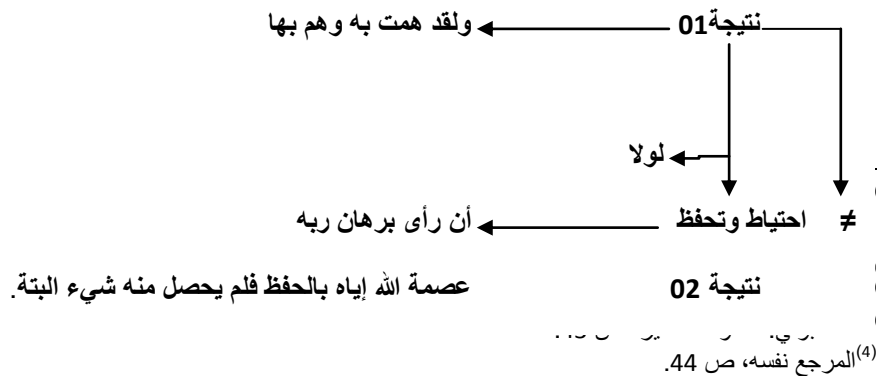 نتيجة01 ولقد همت به وهم بها
لولا
≠ احتياط وتحفظ أن رأى برهان ربه
نتيجة 02 عصمة الله إياه بالحفظ فلم يحصل منه شيء البتة.
(4)المرجع نفسه، ص 44.